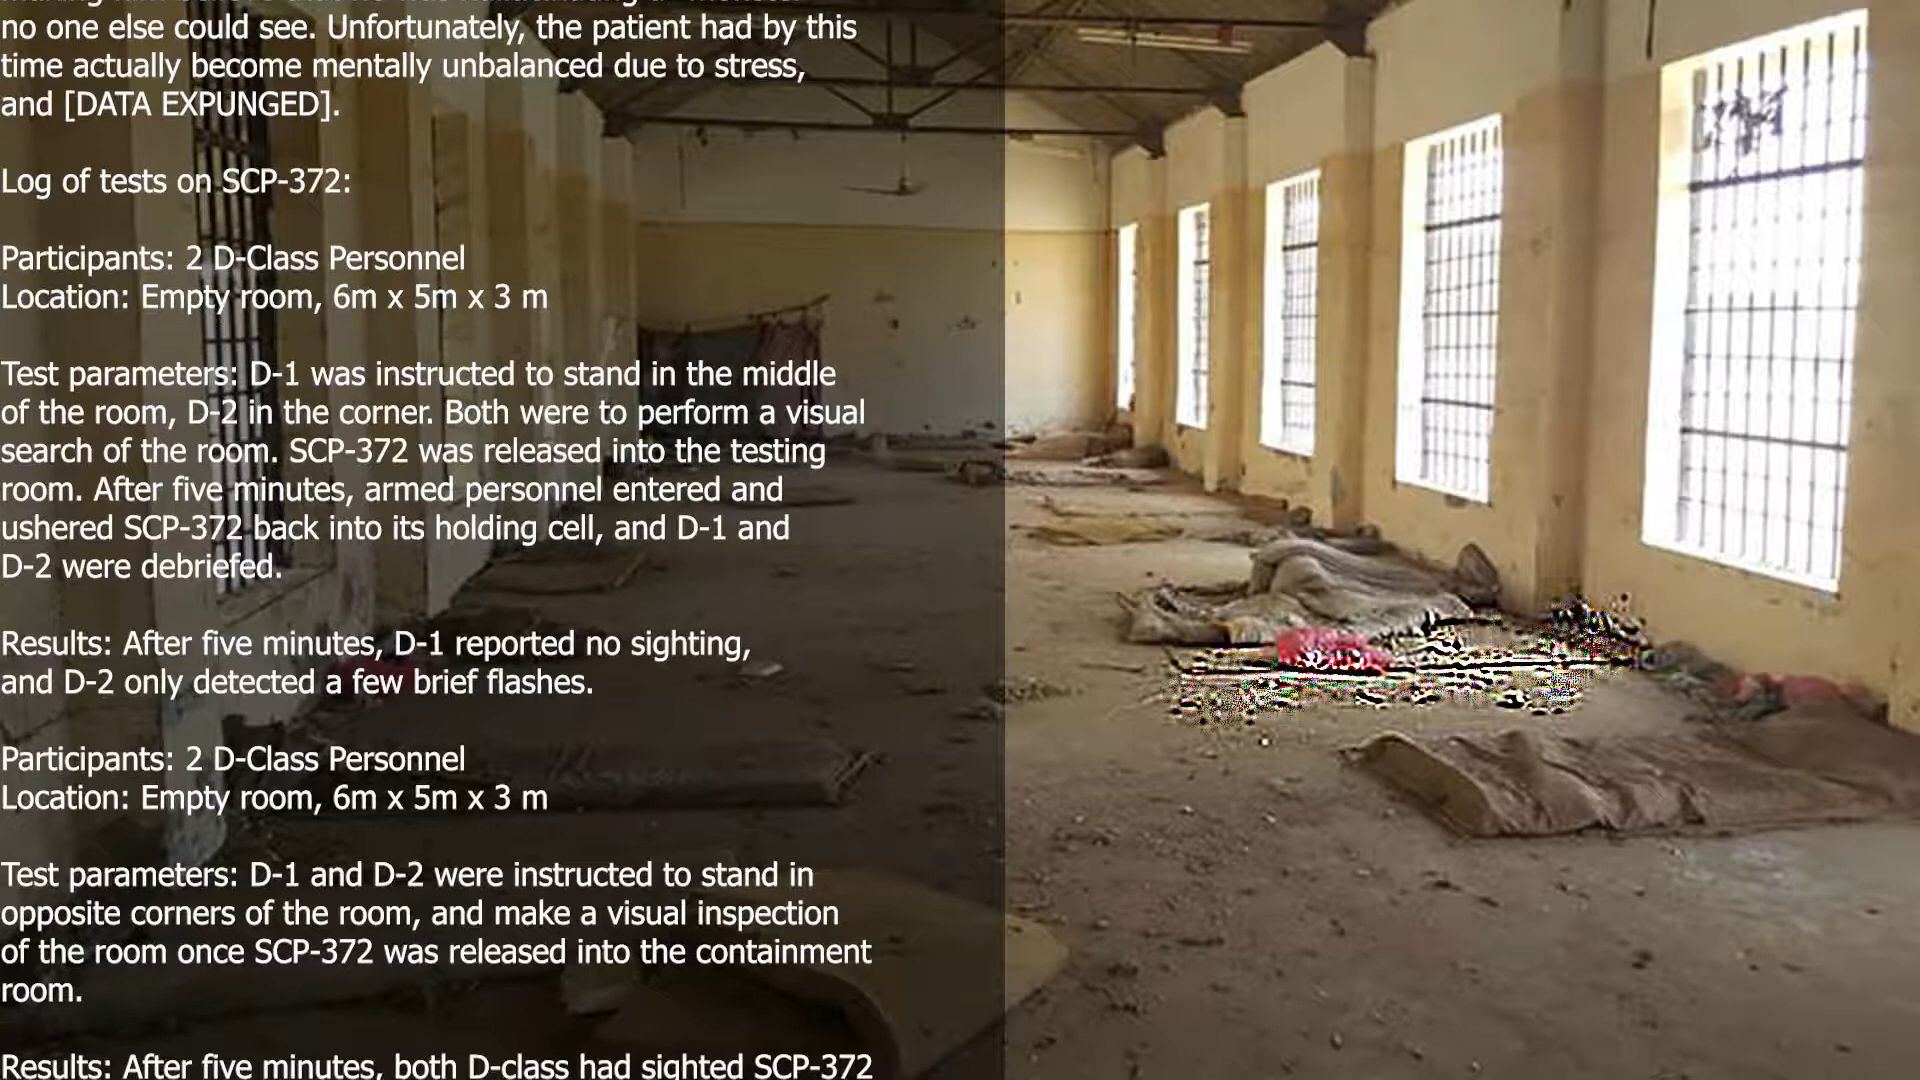 no one else could see. Unfortunately, the patient had by this
time actually become mentally unbalanced due to stress,
and [DATA EXPUNGED].
Log of tests on SCP-372:
Participants: 2 D-Class Personnel
Location: Empty room, 6m x 5m x 3 m
Test parameters: D-1 was instructed to stand in the middle
of the room, D-2 in the corner. Both were to perform a visual
search of the room. SCP-372 was released into the testing
room. After five minutes, armed personnel entered and
ushered SCP-372 back into its holding cell, and D-1 and
D-2 were debriefed.
Results: After five minutes, D-1 reported no sighting,
and D-2 only detected a few brief flashes.
Participants: 2 D-Class Personnel
Location: Empty room, 6m x 5m x 3 m
Test parameters: D-1 and D-2 were instructed to stand in
opposite corners of the room, and make a visual inspection
of the room once SCP-372 was released into the containment
room.
Results: After five minutes, both D-class had sighted SCP-372